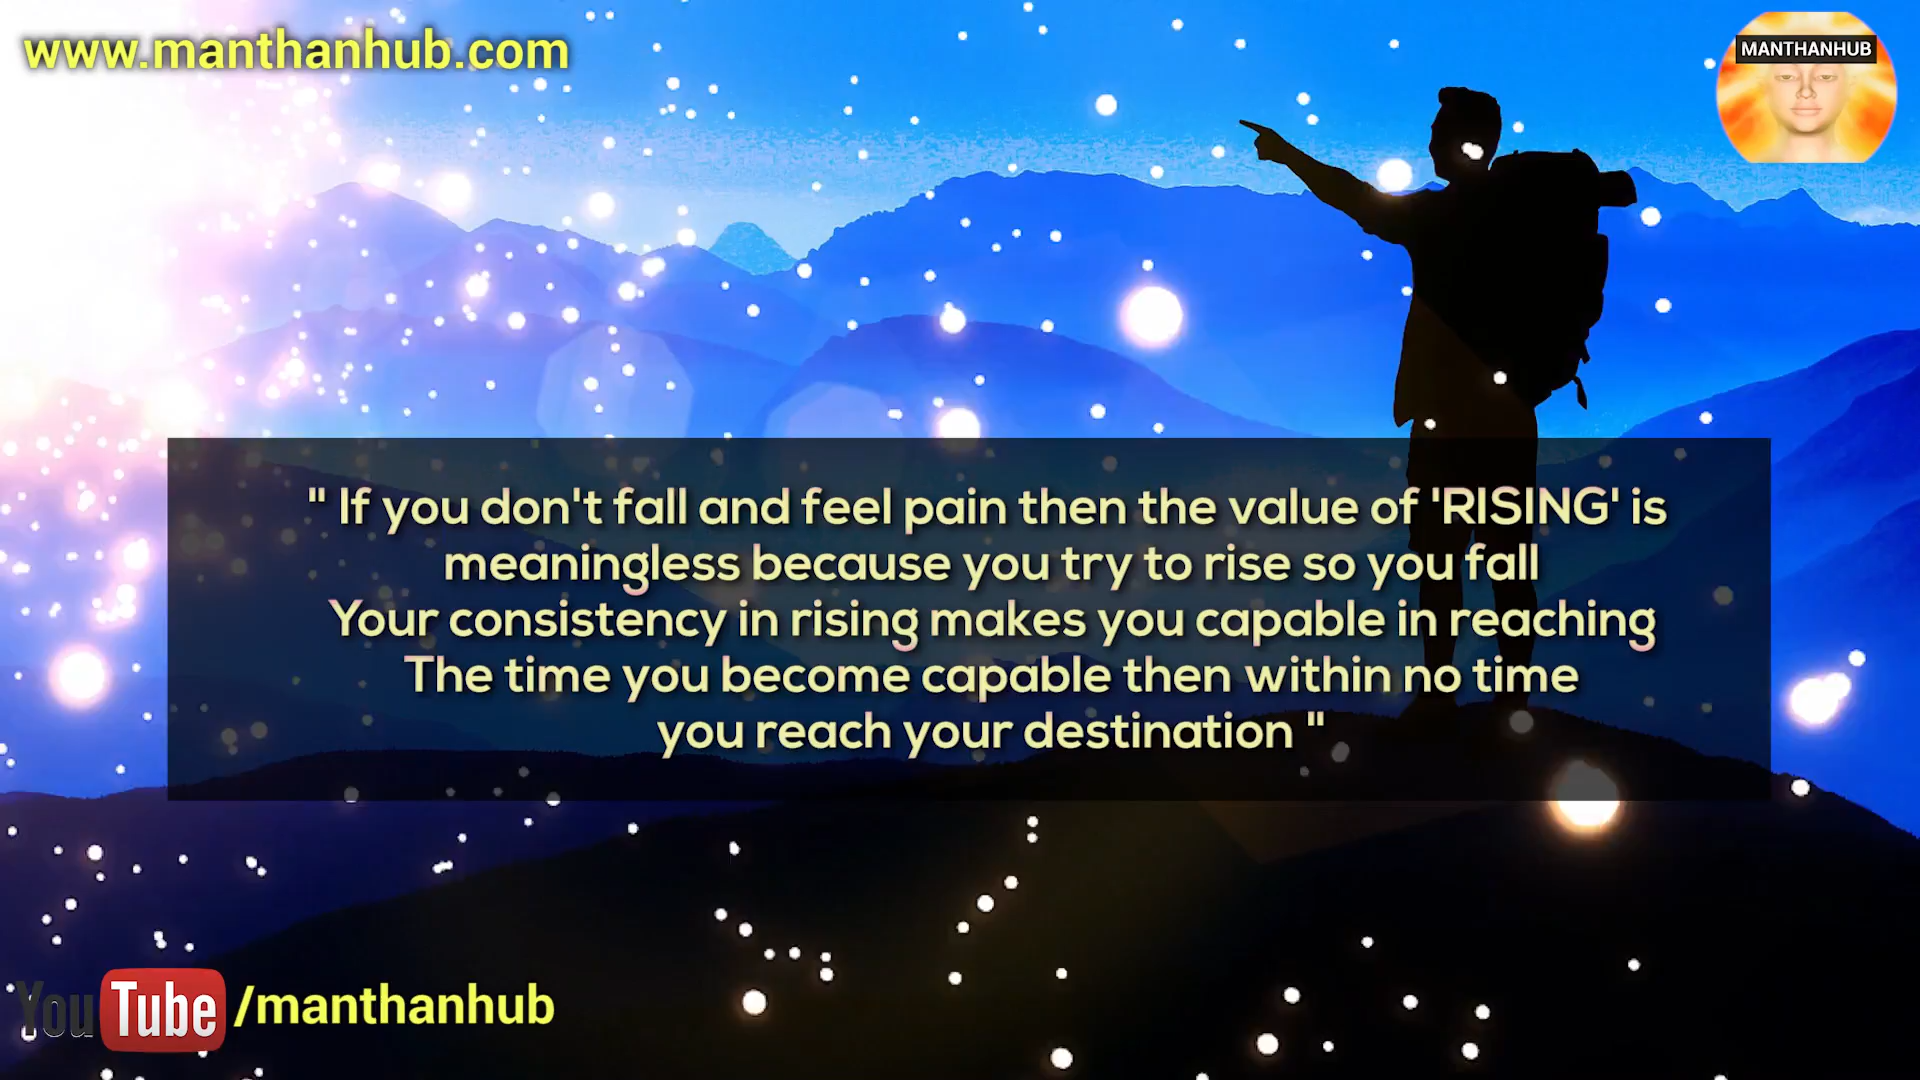 www.manthanhub.com
MANTHANHUB
" If you don't fall and feel pain then the value of 'RISING' is
meaningless because you try to rise so you fall
Your consistency in rising makes you capable in reaching
The time you become capable then within no time
you reach your destination "
YouTube/manthanhub